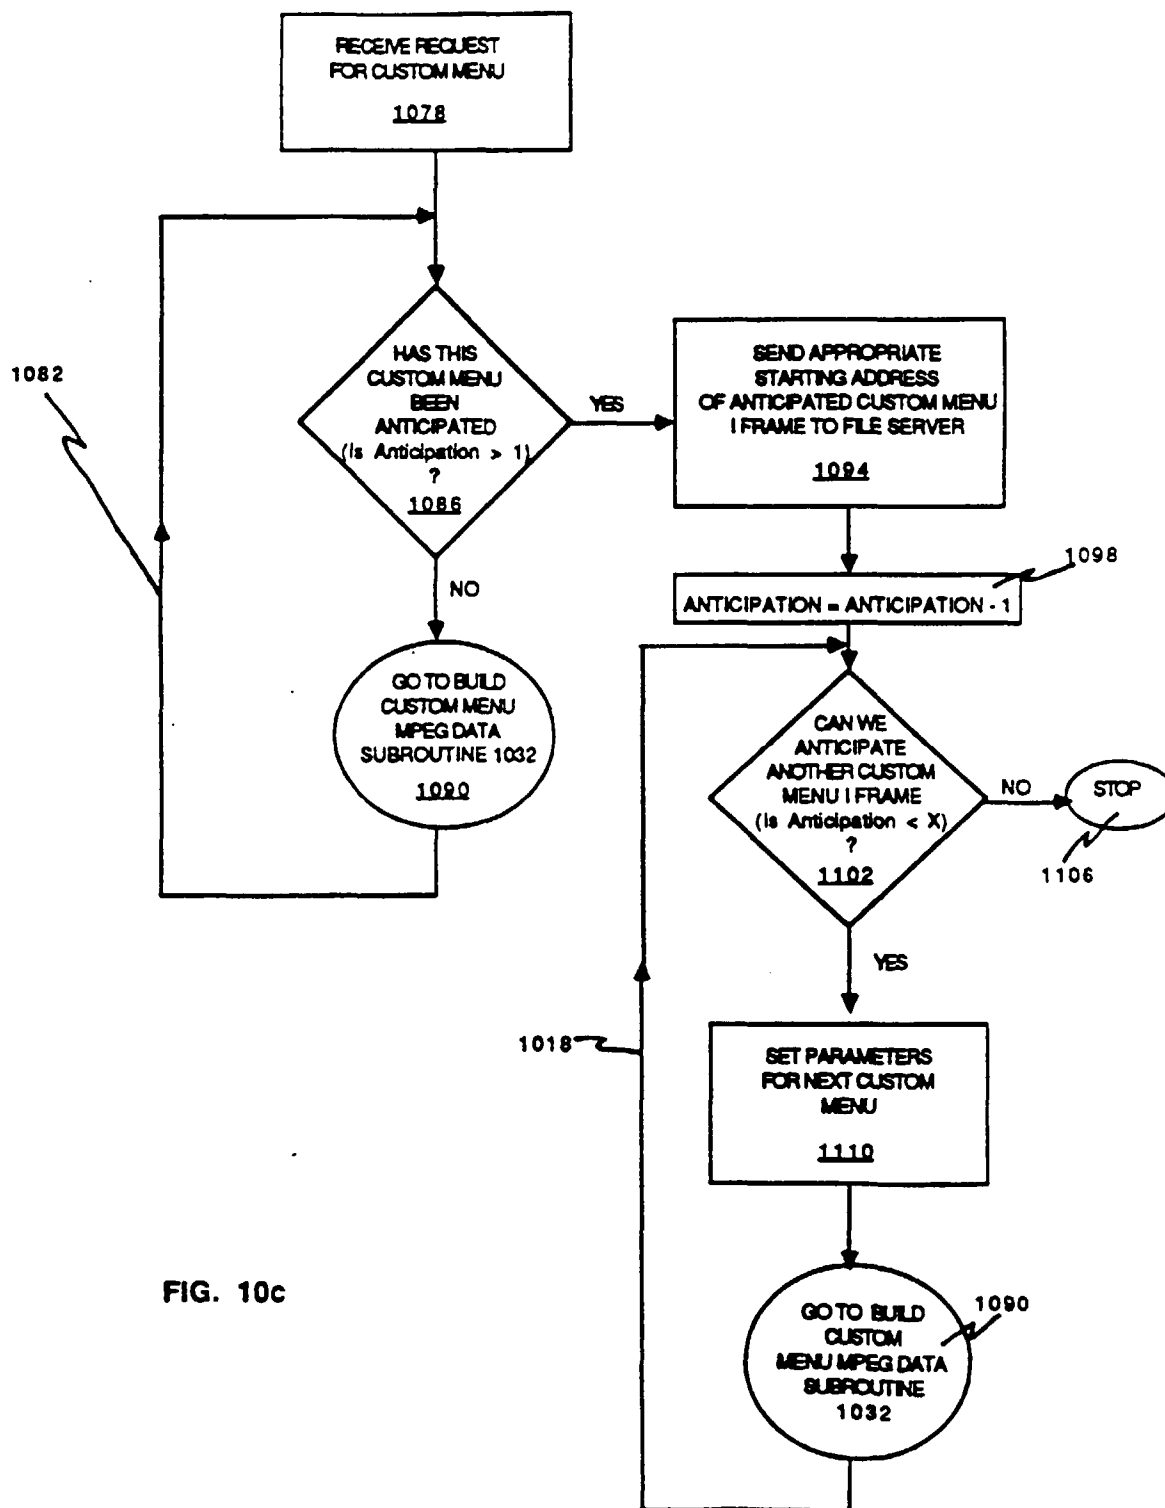 RECEIVE REQUEST
FOR CUSTOM MENU
1078
1082
HAS THIS
CUSTOM MENU
BEEN
ANTICIPATED
(Is Anticipation > 1)
?
1086
YES
NO
SEND APPROPRIATE
STARTING ADDRESS
OF ANTICIPATED CUSTOM MENU
I FRAME TO FILE SERVER
1094
1098
ANTICIPATION = ANTICIPATION - 1
GO TO BUILD
CUSTOM MENU
MPEG DATA
SUBROUTINE 1032
1090
CAN WE
ANTICIPATE
ANOTHER CUSTOM
MENU I FRAME
(Is Anticipation < X)
?
1102
NO
STOP
1106
YES
1018
SET PARAMETERS
FOR NEXT CUSTOM
MENU
1110
GO TO BUILD
CUSTOM
MENU MPEG DATA
SUBROUTINE
1032
1090
FIG. 10c